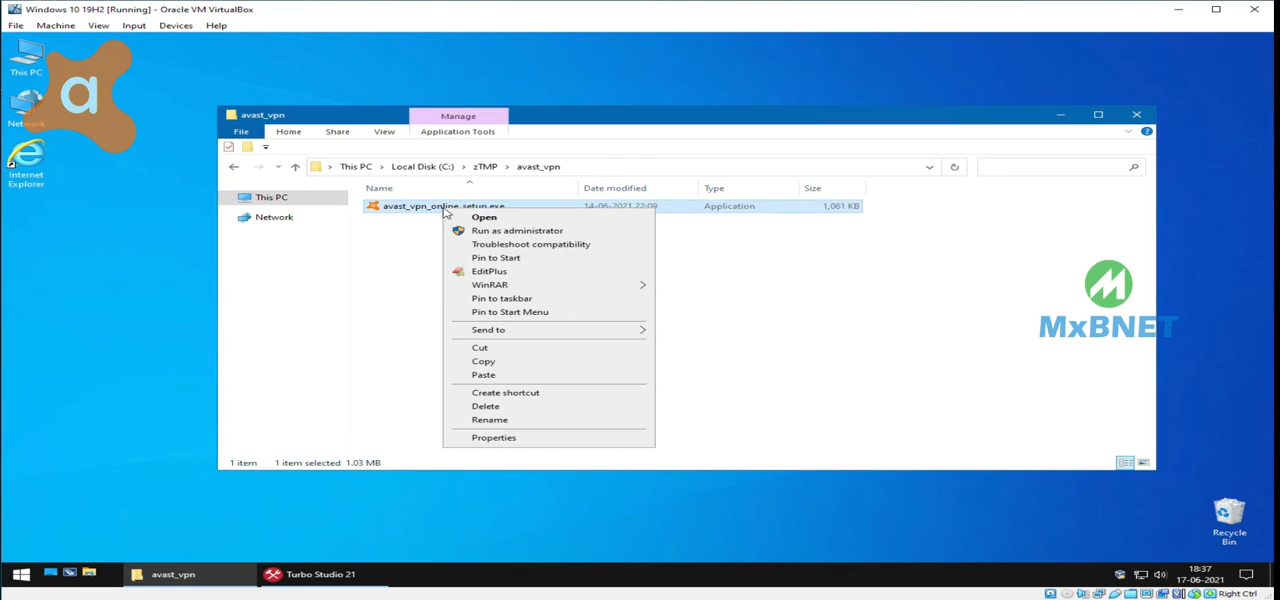 Windows 10 19H2 [Running] - Oracle VM VirtualBox
File Machine View Input Devices Help
This PC
a
Network
Internet
Explorer
avast_vpn
Manage
File Home Share View Application Tools
This PC > Local Disk (C:) > zTMP > avast_vpn
This PC
Network
Name Date modified Type Size
avast_vpn_online_setup.exe 14-06-2021 22:09 Application 1,061 KB
Open
Run as administrator
Troubleshoot compatibility
Pin to Start
EditPlus
WinRAR
Pin to taskbar
Pin to Start Menu
Send to
Cut
Copy
Paste
Create shortcut
Delete
Rename
Properties
1 item 1 item selected 1.03 MB
MxBNET
Recycle
Bin
avast_vpn
Turbo Studio 21
18:37
17-06-2021
Right Ctrl